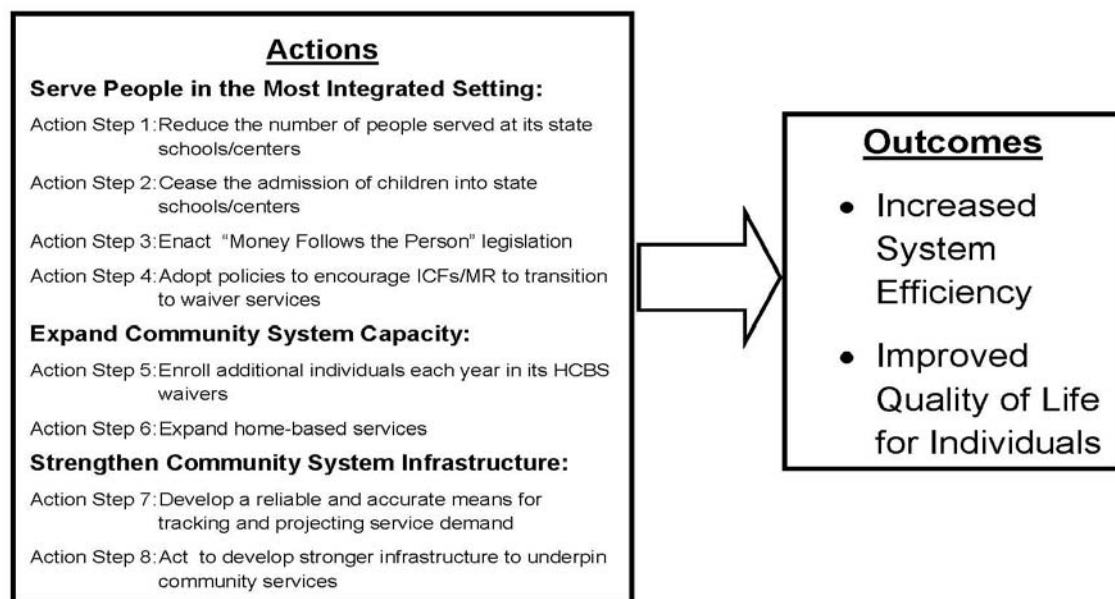 Actions
Serve People in the Most Integrated Setting:
Action Step 1: Reduce the number of people served at its state
schools/centers
Action Step 2: Cease the admission of children into state
schools/centers
Action Step 3: Enact “Money Follows the Person” legislation
Action Step 4: Adopt policies to encourage ICFs/MR to transition
to waiver services
Expand Community System Capacity:
Action Step 5: Enroll additional individuals each year in its HCBS
waivers
Action Step 6: Expand home-based services
Strengthen Community System Infrastructure:
Action Step 7: Develop a reliable and accurate means for
tracking and projecting service demand
Action Step 8: Act to develop stronger infrastructure to underpin
community services
Outcomes
• Increased
System
Efficiency
• Improved
Quality of Life
for Individuals